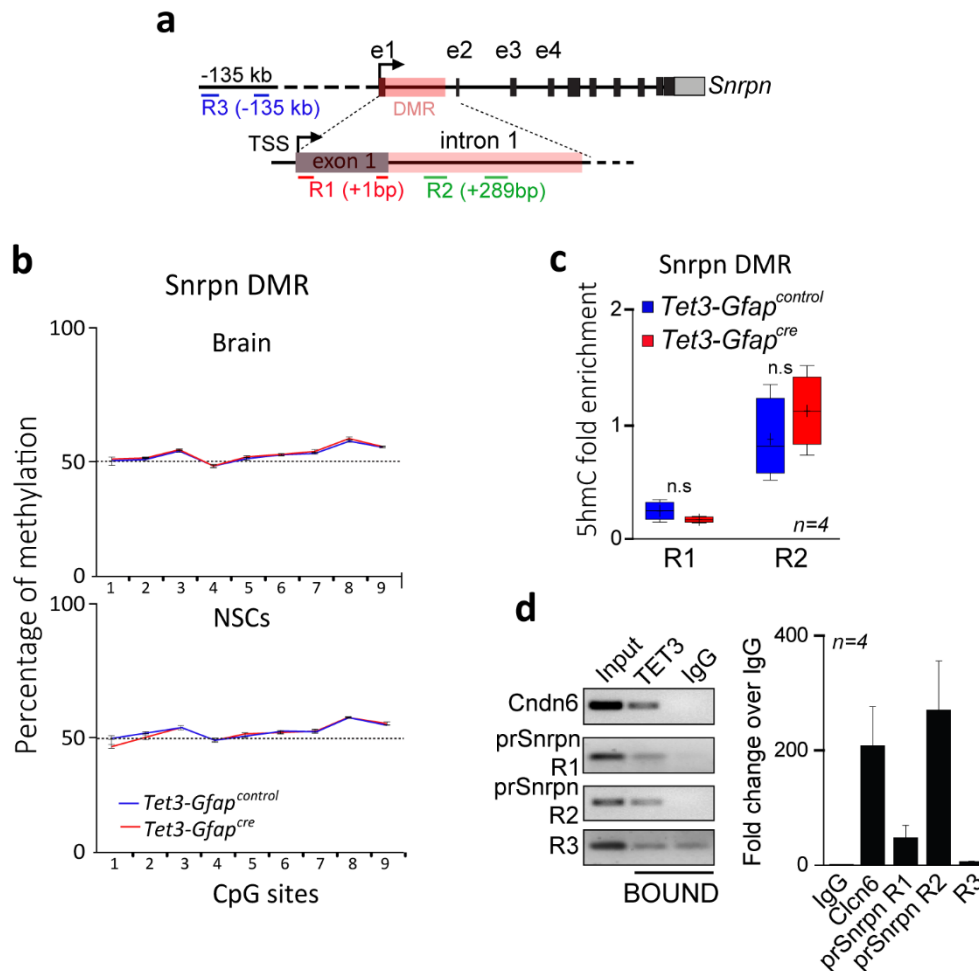 a
e1 e2 e3 e4
-135 kb
Snrpn
R3 (-135 kb)
DMR
TSS
intron 1
exon 1
R1 (+1bp) R2 (+289bp)
b
Snrpn DMR
Brain
Percentage of methylation
100
50
0
1 2 3 4 5 6 7 8 9
NSCs
100
50
0
Tet3-Gfapcontrol
Tet3-Gfapcre
1 2 3 4 5 6 7 8 9
CpG sites
c
Snrpn DMR
5hmC fold enrichment
2
1
0
Tet3-Gfapcontrol
Tet3-Gfapcre
n.s
n.s
n=4
R1 R2
d
Input TET3 IgG
Cndn6
prSnrpn
R1
prSnrpn
R2
R3
BOUND
Fold change over IgG
400
200
0
n=4
IgG
Clcn6
prSnrpn R1
prSnrpn R2
R3